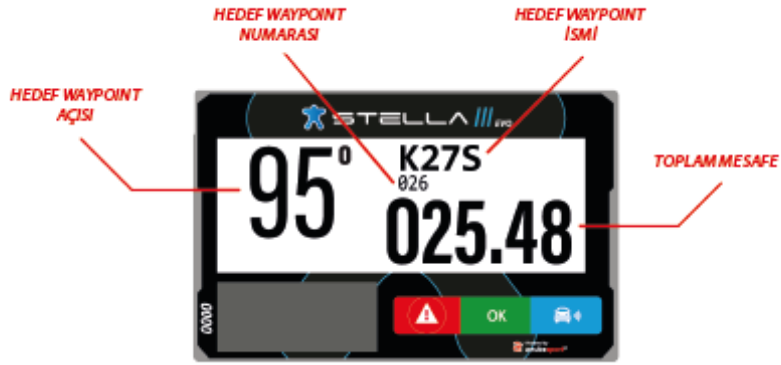 HEDEF WAYPOINT
NUMARASI
HEDEF WAYPOINT
İSMİ
HEDEF WAYPOINT
AÇISI
STELLA III EVO
95°
K27S
026
025.48
TOPLAM MESAFE
0000
OK